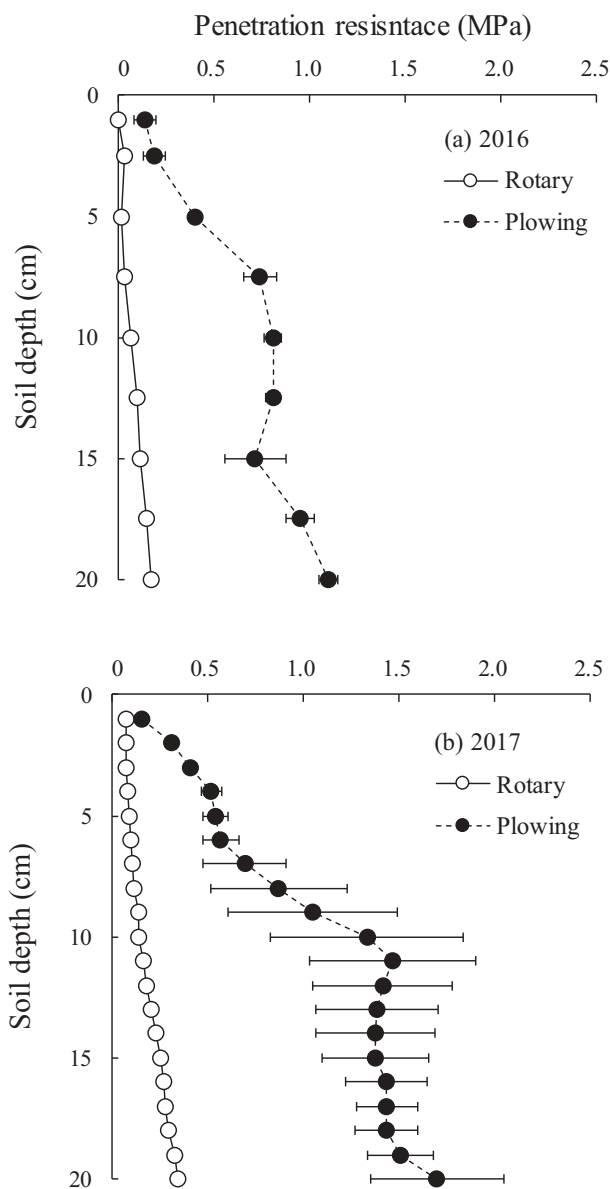 Penetration resisntace (MPa)
0 0.5 1.0 1.5 2.0 2.5
0
(a) 2016
Rotary
5
Plowing
Soil depth (cm)
10
15
20
0 0.5 1.0 1.5 2.0 2.5
0
(b) 2017
Rotary
5
Plowing
Soil depth (cm)
10
15
20